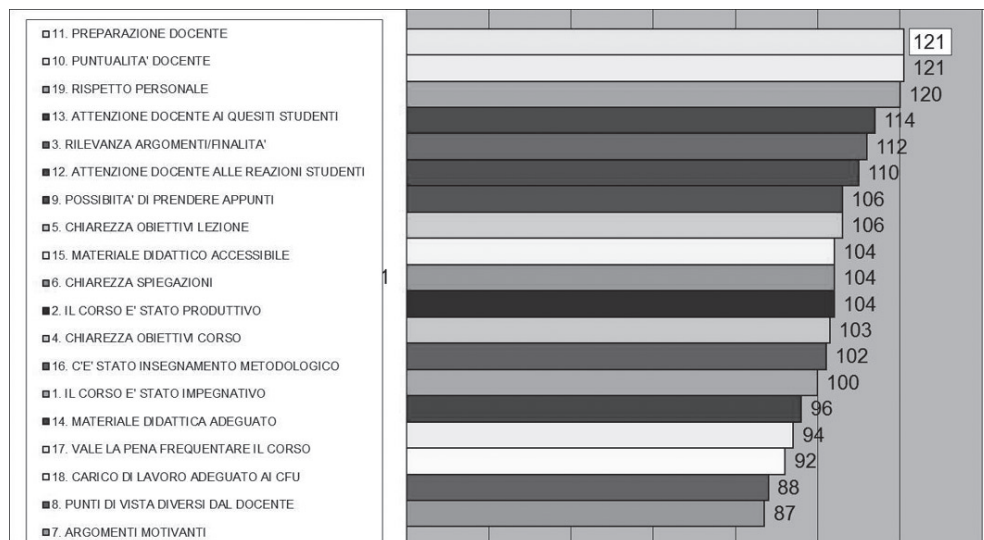 11. PREPARAZIONE DOCENTE
10. PUNTUALITA' DOCENTE
19. RISPETTO PERSONALE
13. ATTENZIONE DOCENTE AI QUESITI STUDENTI
3. RILEVANZA ARGOMENTI/FINALITA'
12. ATTENZIONE DOCENTE ALLE REAZIONI STUDENTI
9. POSSIBIITA' DI PRENDERE APPUNTI
5. CHIAREZZA OBIETTIVI LEZIONE
15. MATERIALE DIDATTICO ACCESSIBILE
6. CHIAREZZA SPIEGAZIONI
2. IL CORSO E' STATO PRODUTTIVO
4. CHIAREZZA OBIETTIVI CORSO
16. C'E' STATO INSEGNAMENTO METODOLOGICO
1. IL CORSO E' STATO IMPEGNATIVO
14. MATERIALE DIDATTICA ADEGUATO
17. VALE LA PENA FREQUENTARE IL CORSO
18. CARICO DI LAVORO ADEGUATO AI CFU
8. PUNTI DI VISTA DIVERSI DAL DOCENTE
7. ARGOMENTI MOTIVANTI
1
121
121
120
114
112
110
106
106
104
104
104
103
102
100
96
94
92
88
87